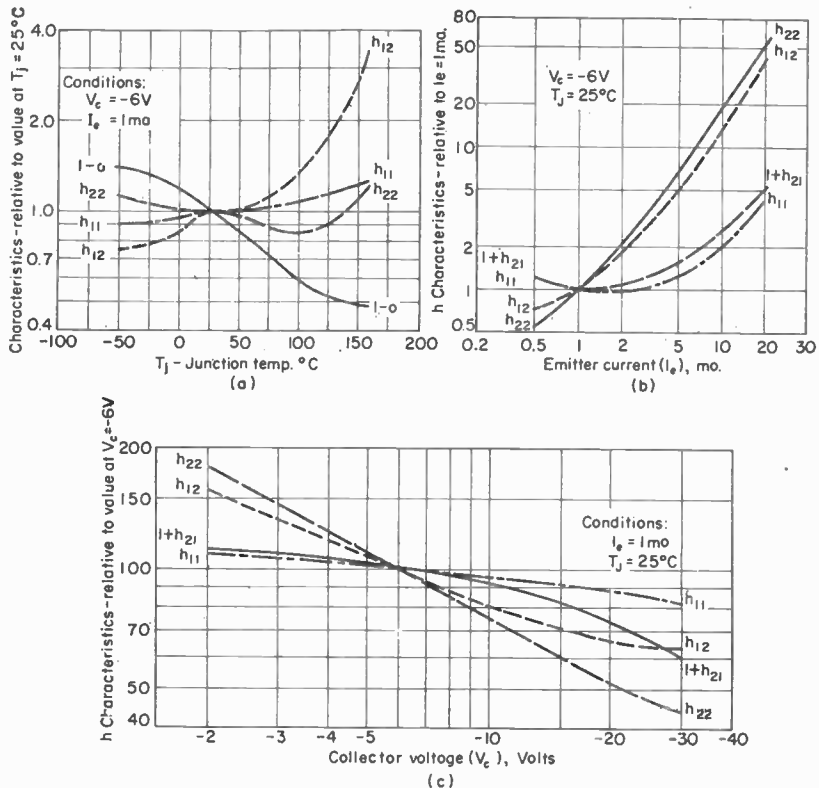 Characteristics-relative to value at Tj = 25°C
4.0
2.0
1.0
0.7
0.4
Conditions:
Vc = -6V
Ie = 1ma
1-a
h22
h11
h12
h12
h11
h22
1-a
-100 -50 0 50 100 150 200
Tj - Junction temp. °C
(a)
h Characteristics-relative to Ie = 1ma.
80
50
20
10
5
2
1
0.5
Vc = -6V
TJ = 25°C
h22
h12
1+h21
h11
1+h21
h11
h12
h22
0.2 0.5 1 2 5 10 20 30
Emitter current (Ie), mo.
(b)
h Characteristics-relative to value at Vc = -6V
200
150
100
70
50
40
h22
h12
1+h21
h11
Conditions:
Ie = 1mo
TJ = 25°C
h11
h12
1+h21
h22
-2 -3 -4 -5 -10 -20 -30 -40
Collector voltage (Vc), Volts
(c)